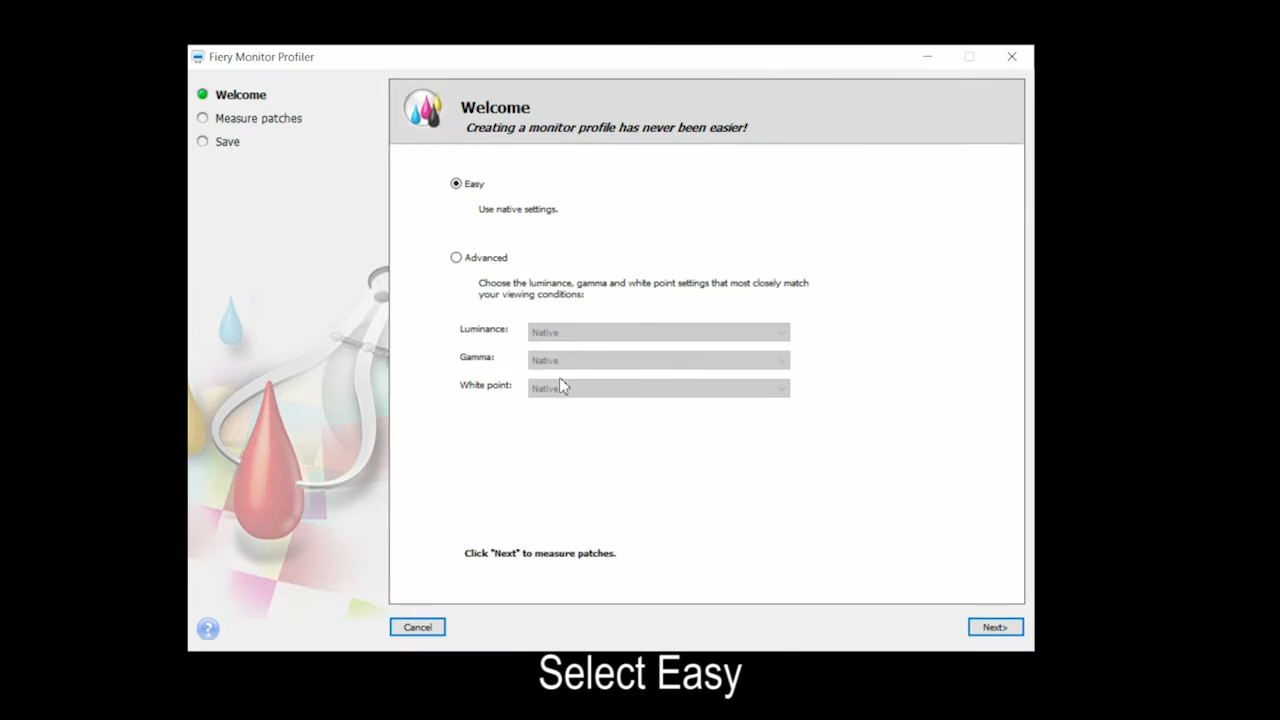 Fiery Monitor Profiler
Welcome
Measure patches
Save
Welcome
Creating a monitor profile has never been easier!
Easy
Use native settings.
Advanced
Choose the luminance, gamma and white point settings that most closely match
your viewing conditions:
Luminance: Native
Gamma: Native
White point: Native
Click "Next" to measure patches.
?
Cancel
Next>
Select Easy